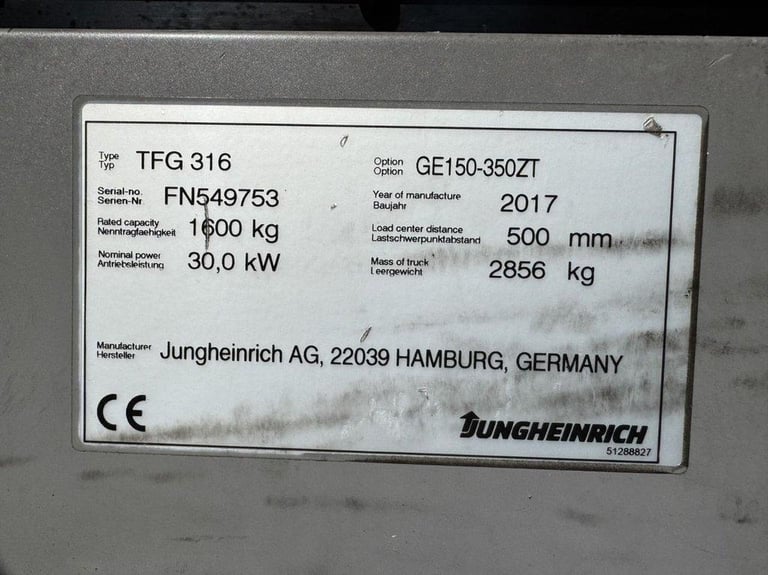 Type TFG 316
Typ
Option GE150-350ZT
Option
Serial-no. FN549753
Serien-Nr
Year of manufacture 2017
Baujahr
Rated capacity 1600 kg
Nenntragfaehigkeit
Load center distance 500 mm
Lastschwerpunktabstand
Nominal power 30,0 kW
Antriebsleistung
Mass of truck 2856 kg
Leergewicht
Manufacturer Jungheinrich AG, 22039 HAMBURG, GERMANY
Hersteller
CE
JUNGHEINRICH
51288827